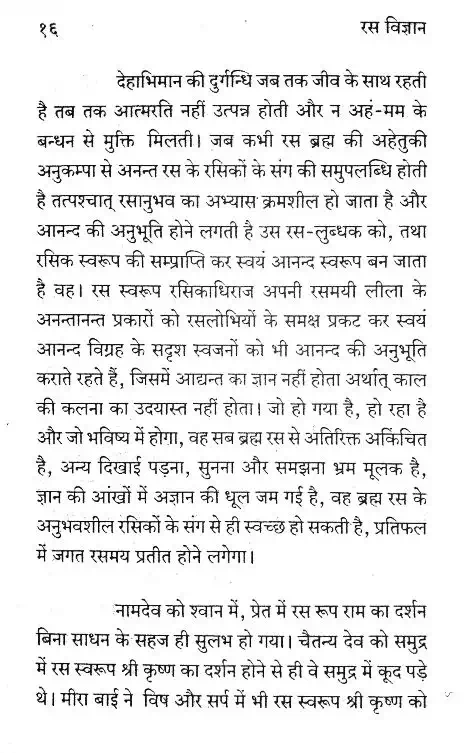 १६
रस विज्ञान
देहाभिमान की दुर्गन्धि जब तक जीव के साथ रहती
है तब तक आत्मरति नहीं उत्पन्न होती और न अहं-मम के
बन्धन से मुक्ति मिलती। जब कभी रस ब्रह्म की अहेतुकी
अनुकम्पा से अनन्त रस के रसिकों के संग की समुपलब्धि होती
है तत्पश्चात् रसानुभव का अभ्यास क्रमशील हो जाता है और
आनन्द की अनुभूति होने लगती है उस रस-लुब्धक को, तथा
रसिक स्वरूप की सम्प्राप्ति कर स्वयं आनन्द स्वरूप बन जाता
है वह। रस स्वरूप रसिकाधिराज अपनी रसमयी लीला के
अनन्तानन्त प्रकारों को रसलोभियों के समक्ष प्रकट कर स्वयं
आनन्द विग्रह के सदृश स्वजनों को भी आनन्द की अनुभूति
कराते रहते हैं, जिसमें आद्यन्त का ज्ञान नहीं होता अर्थात् काल
की कलना का उदयास्त नहीं होता। जो हो गया है, हो रहा है
और जो भविष्य में होगा, वह सब ब्रह्म रस से अतिरिक्त अकिंचित
है, अन्य दिखाई पड़ना, सुनना और समझना भ्रम मूलक है,
ज्ञान की आंखों में अज्ञान की धूल जम गई है, वह ब्रह्म रस के
अनुभवशील रसिकों के संग से ही स्वच्छ हो सकती है, प्रतिफल
में जगत रसमय प्रतीत होने लगेगा।
नामदेव को श्वान में, प्रेत में रस रूप राम का दर्शन
बिना साधन के सहज ही सुलभ हो गया। चैतन्य देव को समुद्र
में रस स्वरूप श्री कृष्ण का दर्शन होने से ही वे समुद्र में कूद पड़े
थे। मीरा बाई ने विष और सर्प में भी रस स्वरूप श्री कृष्ण को